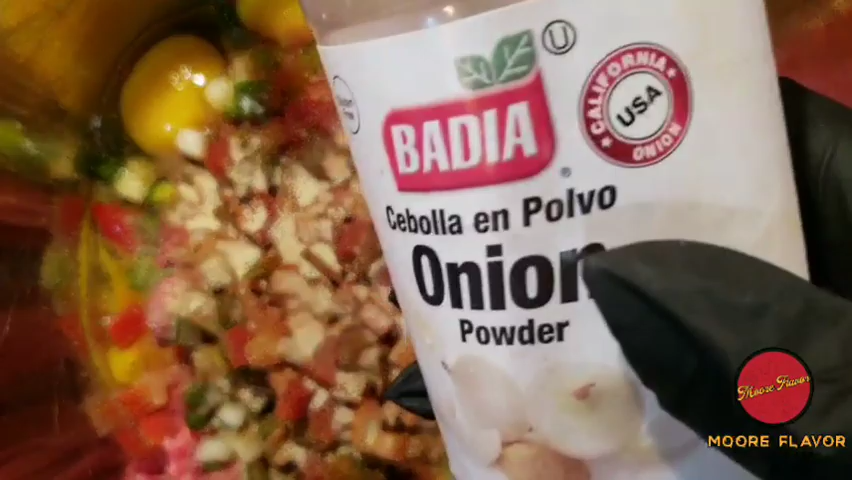 U
BADIA
®
CALIFORNIA
USA
ONION
Cebolla en Polvo
Onion
Powder
Moore Flavor
MOORE FLAVOR